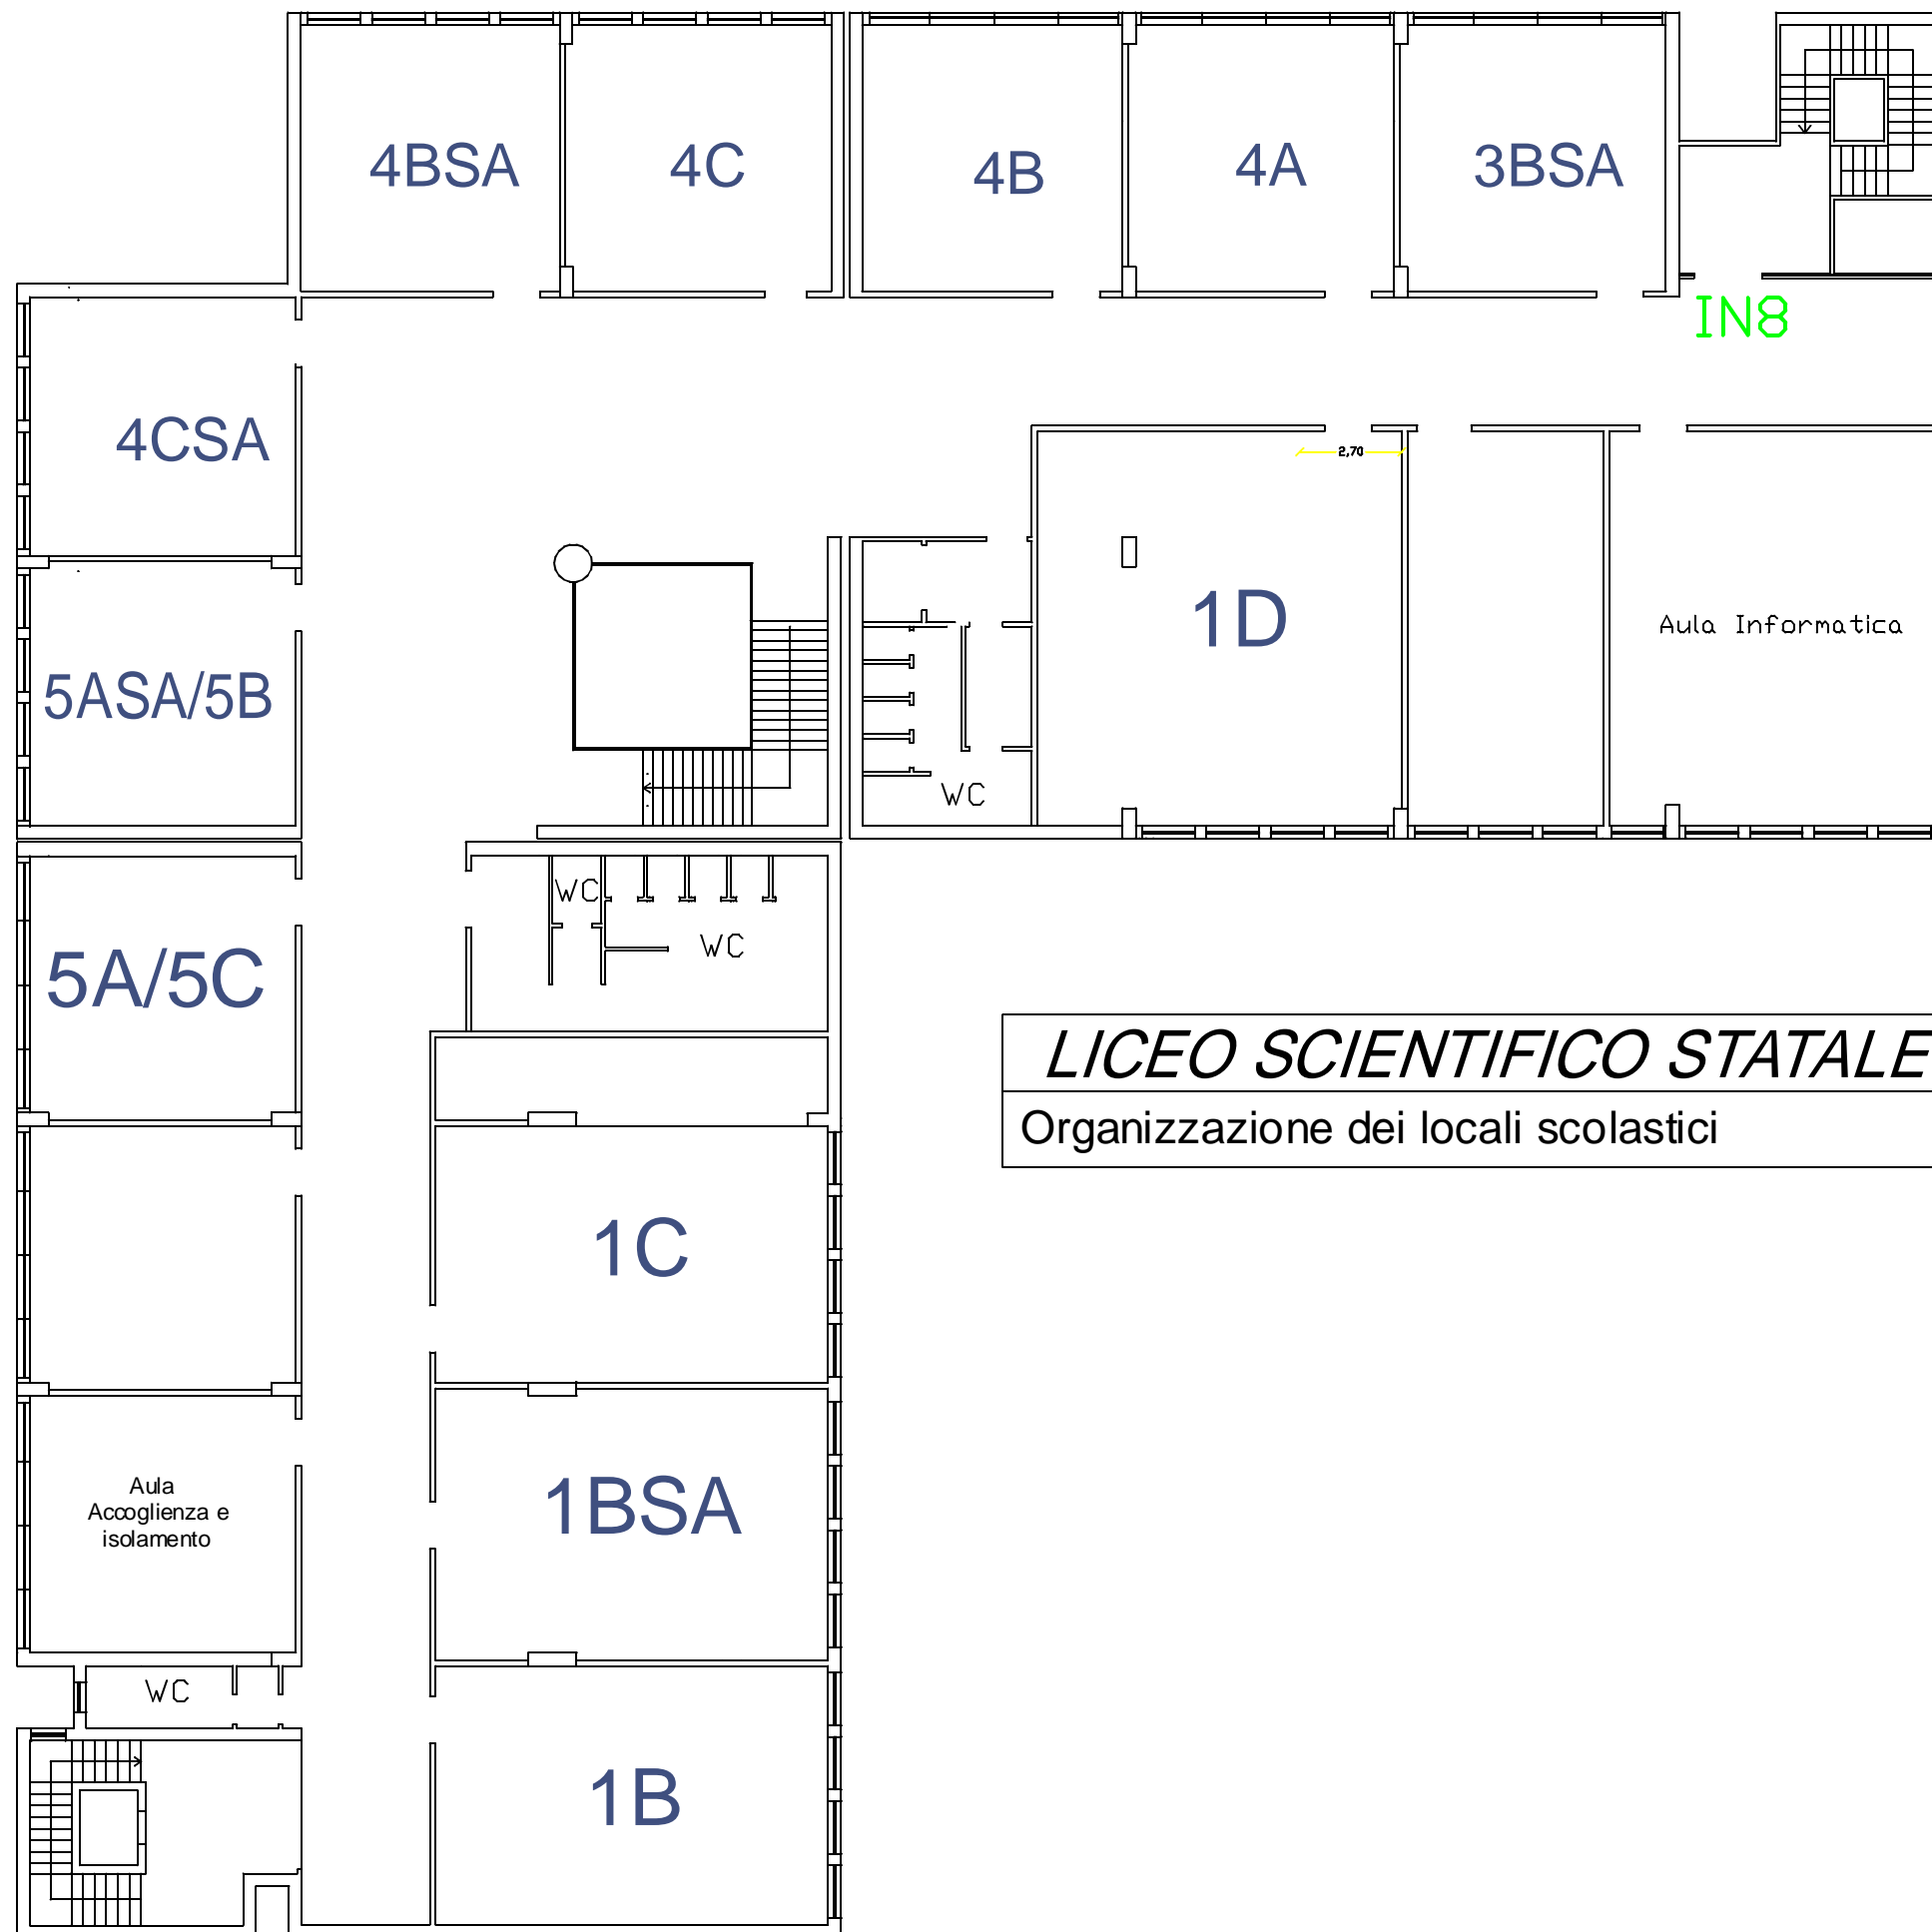 4BSA
4C
4B
4A
3BSA
IN8
4CSA
2,70
1D
Aula Informatica
5ASA/5B
WC
WC
WC
5A/5C
LICEO SCIENTIFICO STATALE
Organizzazione dei locali scolastici
1C
Aula
Accoglienza e
isolamento
1BSA
WC
1B